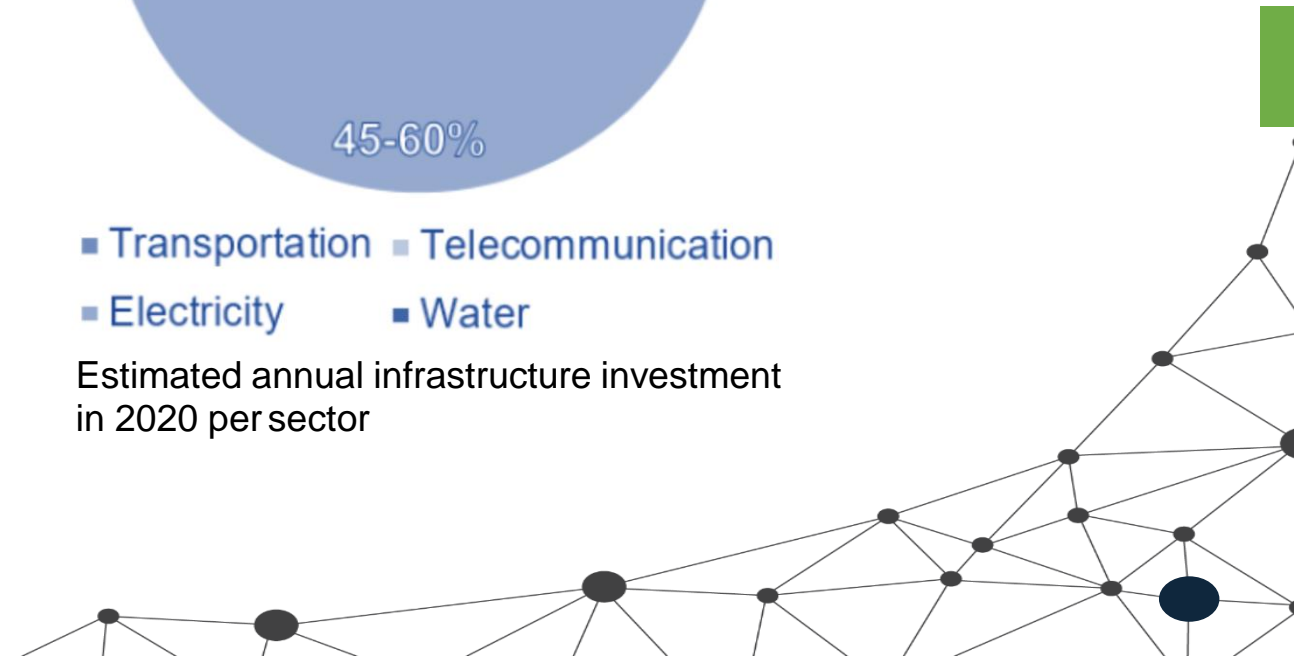 45-60%
Transportation Telecommunication
Electricity Water
Estimated annual infrastructure investment
in 2020 per sector